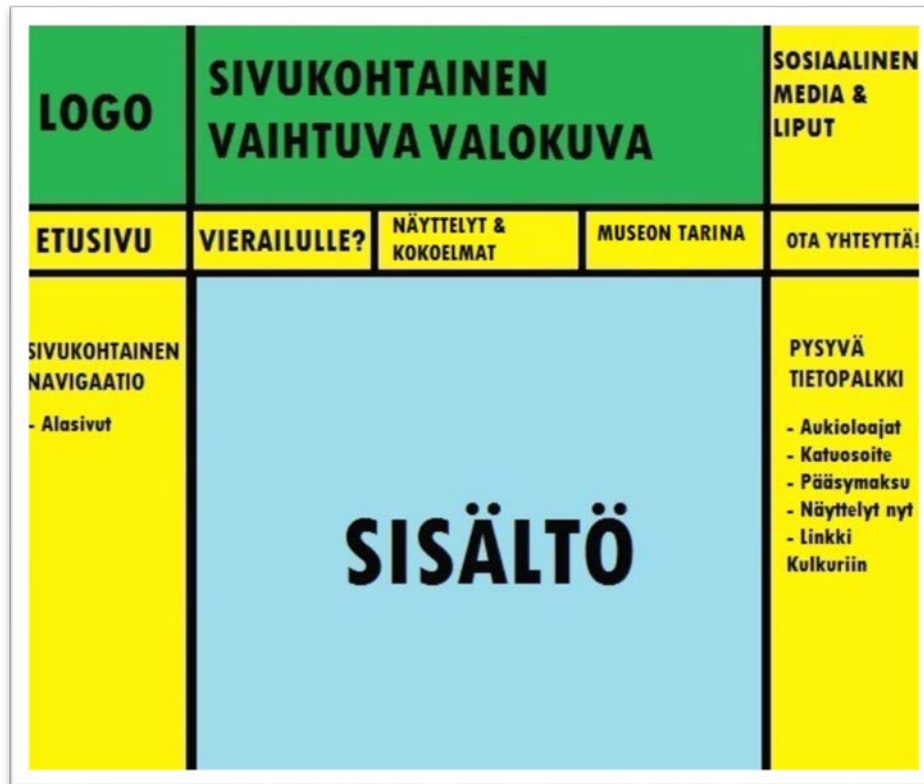 LOGO
SIVUKOHTAINEN
VAIHTUVA VALOKUVA
SOSIAALINEN
MEDIA &
LIPUT
ETUSIVU
VIERAILULLE?
NÄYTTELYT &
KOKOELMAT
MUSEON TARINA
OTA YHTEYTTÄ!
SIVUKOHTAINEN
NAVIGAATIO
- Alasivut
SISÄLTÖ
PYSYVÄ
TIETOPALKKI
- Aukioloajat
- Katuosoite
- Pääsymaksu
- Näyttelyt nyt
- Linkki
Kulkuriin